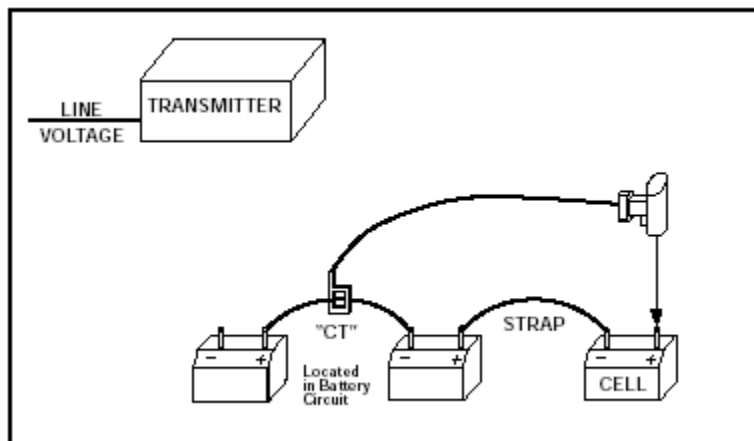 TRANSMITTER
LINE
VOLTAGE
"CT"
STRAP
Located
in Battery
Circuit
− +
− +
− +
CELL